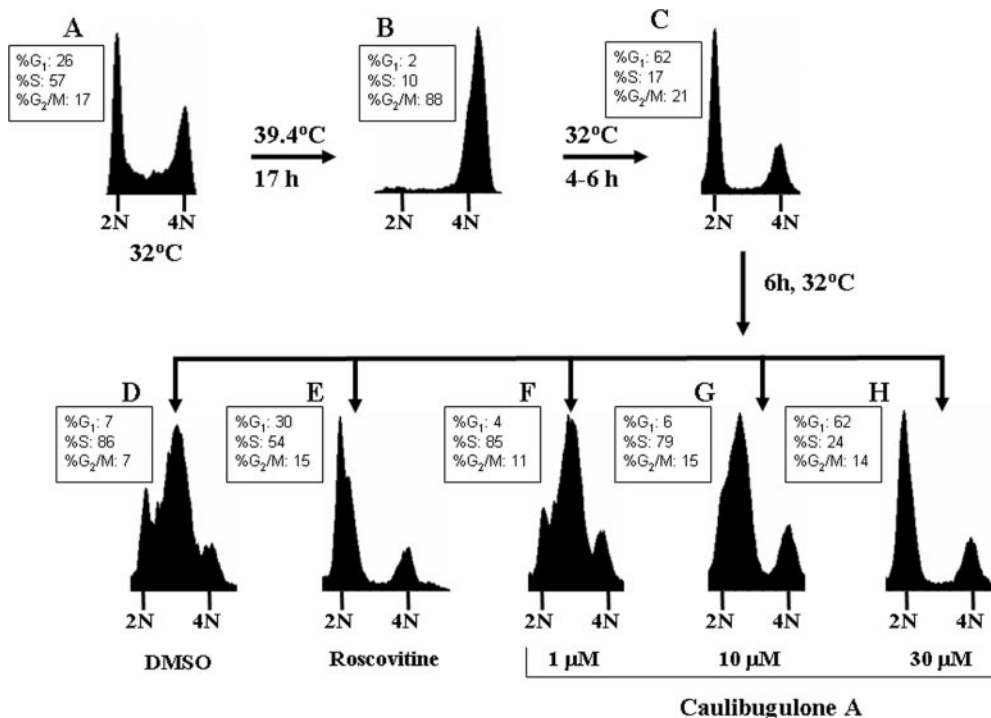 A
%G₁: 26
%S: 57
%G₂/M: 17
2N 4N
32°C
39.4°C
17 h
B
%G₁: 2
%S: 10
%G₂/M: 88
2N 4N
32°C
4-6 h
C
%G₁: 62
%S: 17
%G₂/M: 21
2N 4N
6h, 32°C
D
%G₁: 7
%S: 86
%G₂/M: 7
2N 4N
DMSO
E
%G₁: 30
%S: 54
%G₂/M: 15
2N 4N
Roscovitine
F
%G₁: 4
%S: 85
%G₂/M: 11
2N 4N
1 µM
G
%G₁: 6
%S: 79
%G₂/M: 15
2N 4N
10 µM
H
%G₁: 62
%S: 24
%G₂/M: 14
2N 4N
30 µM
Caulibugulone A